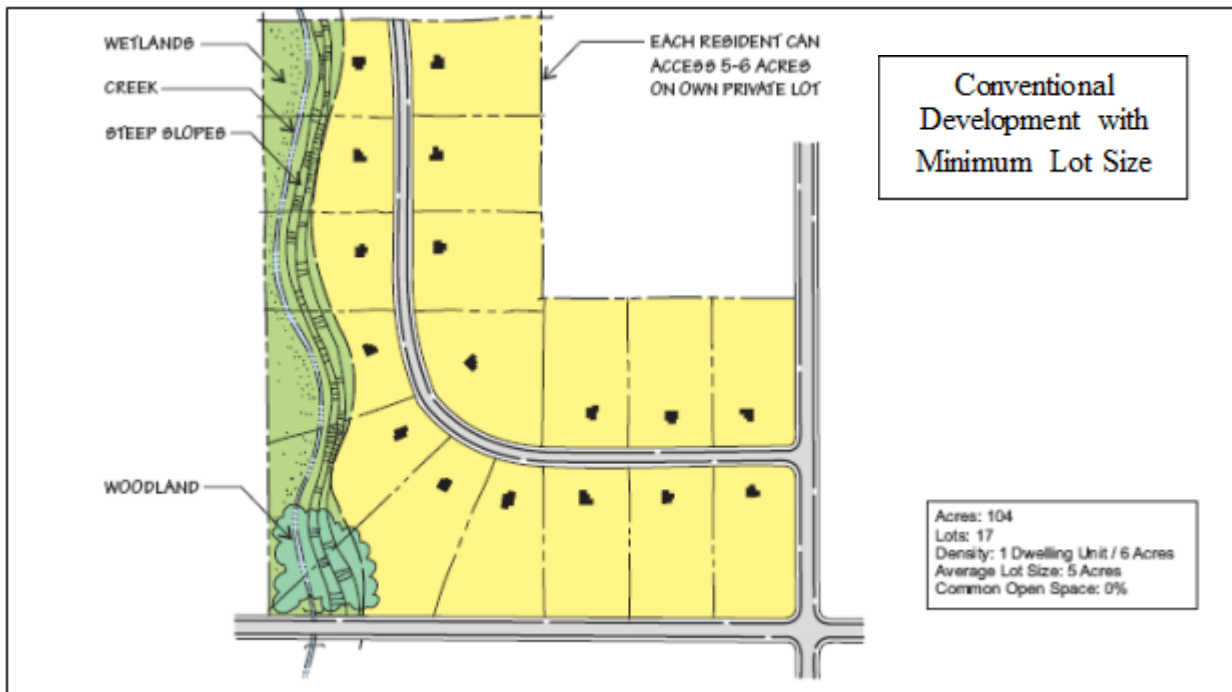 WETLANDS
CREEK
STEEP SLOPES
WOODLAND
EACH RESIDENT CAN
ACCESS 5-6 ACRES
ON OWN PRIVATE LOT
Conventional
Development with
Minimum Lot Size
Acres: 104
Lots: 17
Density: 1 Dwelling Unit / 6 Acres
Average Lot Size: 5 Acres
Common Open Space: 0%